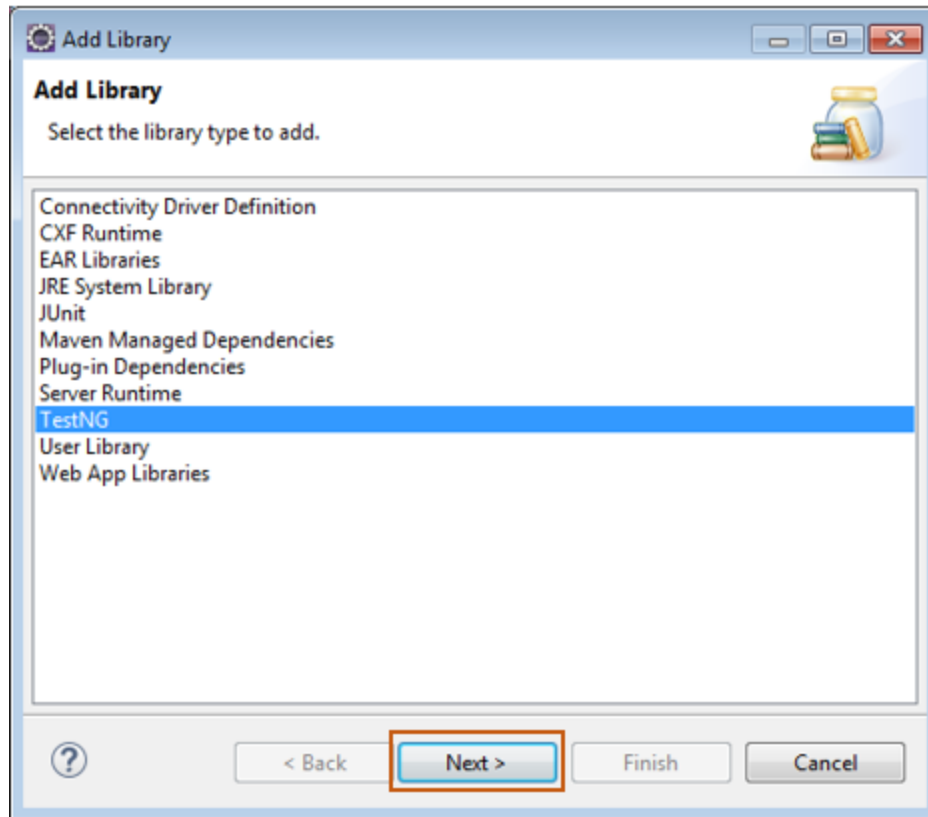 Add Library
Add Library
Select the library type to add.
Connectivity Driver Definition
CXF Runtime
EAR Libraries
JRE System Library
JUnit
Maven Managed Dependencies
Plug-in Dependencies
Server Runtime
TestNG
User Library
Web App Libraries
? < Back Next > Finish Cancel